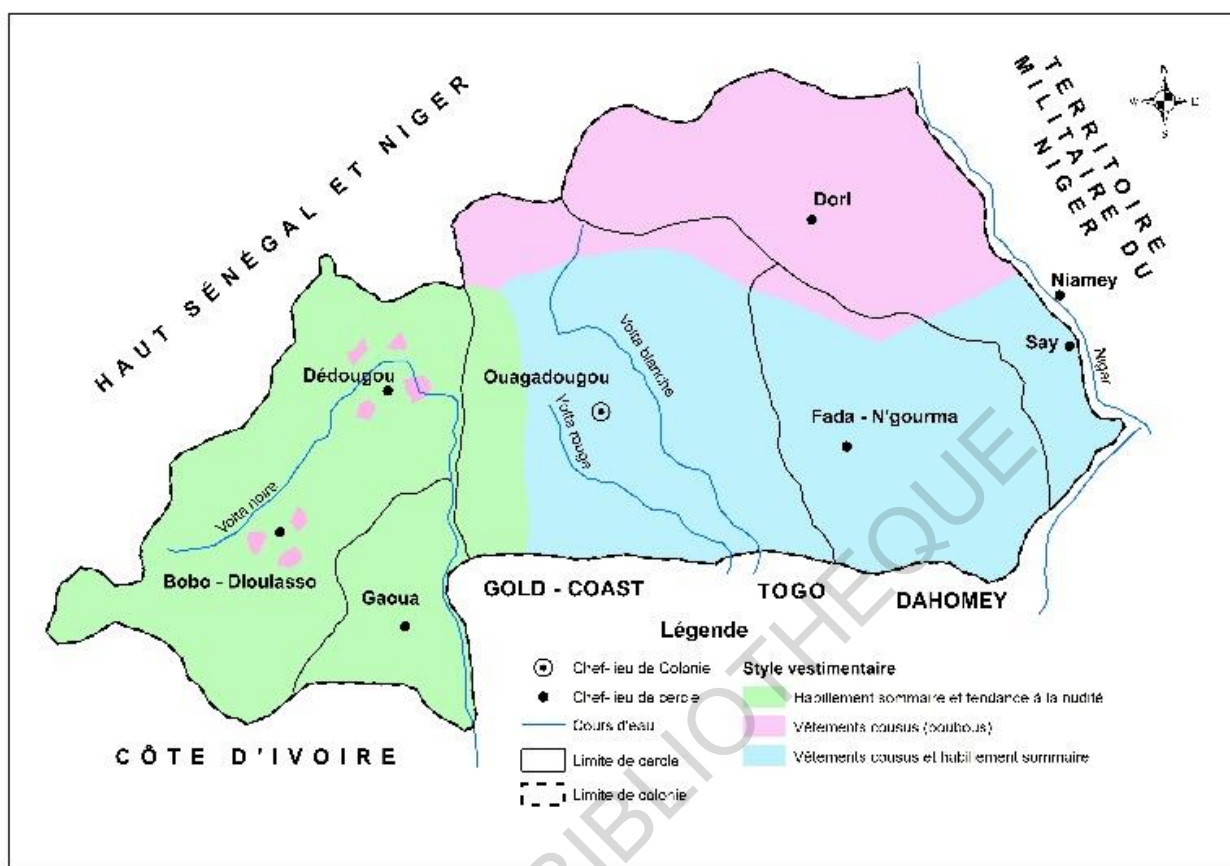 HAUT SÉNÉGAL ET NIGER
TERRITOIRE
MILITAIRE DU
NIGER
N
W
E
S
Dori
Niamey
Say
Niger
Dédougou
Ouagadougou
Volta blanche
Volta rouge
Fada - N'gourma
Volta noire
Bobo - Dioulasso
Gaoua
GOLD - COAST
TOGO
DAHOMEY
CÔTE D'IVOIRE
Légende
Chef-lieu de Colonie
Chef-lieu de cercle
Cours d'eau
Limite de cercle
Limite de colonie
Style vestimentaire
Habillement sommaire et tendance à la nudité
Vêtements cousus (boubous)
Vêtements cousus et habillement sommaire
BIBLIOTHEQUE